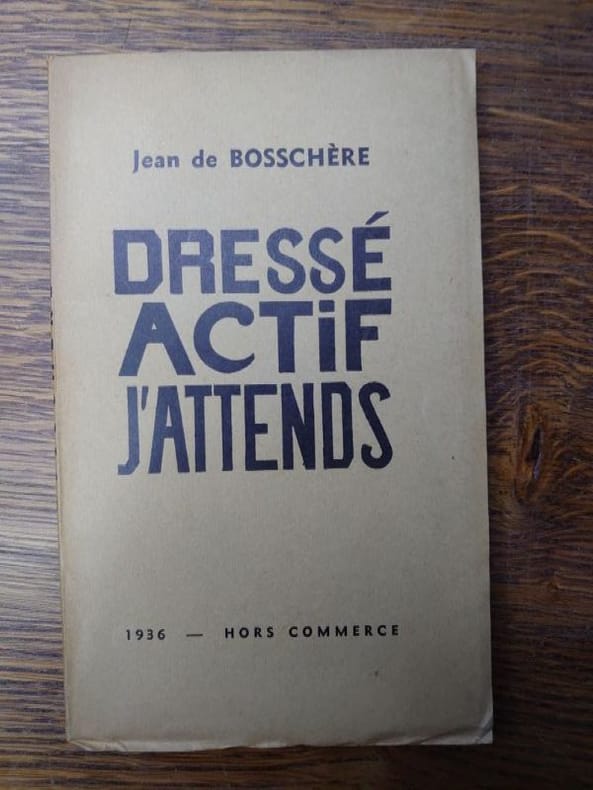 Jean de BOSSCHÈRE
DRESSÉ
ACTiF
J'ATTENDS
1936 — HORS COMMERCE